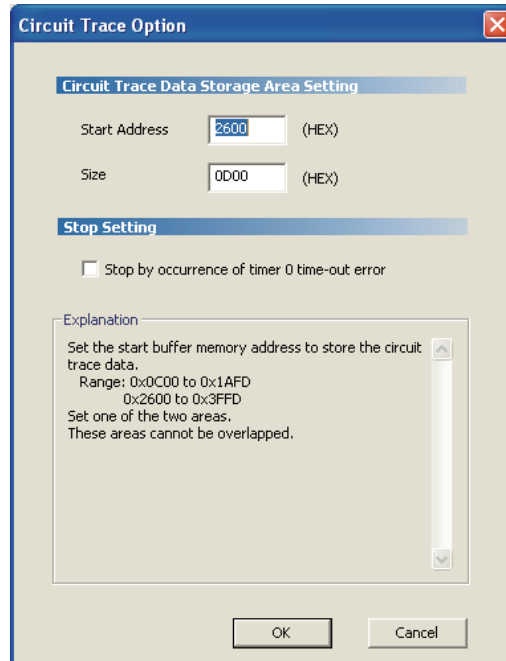 Circuit Trace Option
Circuit Trace Data Storage Area Setting
Start Address 2600 (HEX)
Size 0D00 (HEX)
Stop Setting
Stop by occurrence of timer 0 time-out error
Explanation
Set the start buffer memory address to store the circuit
trace data.
Range: 0x0C00 to 0x1AFD
0x2600 to 0x3FFD
Set one of the two areas.
These areas cannot be overlapped.
OK Cancel